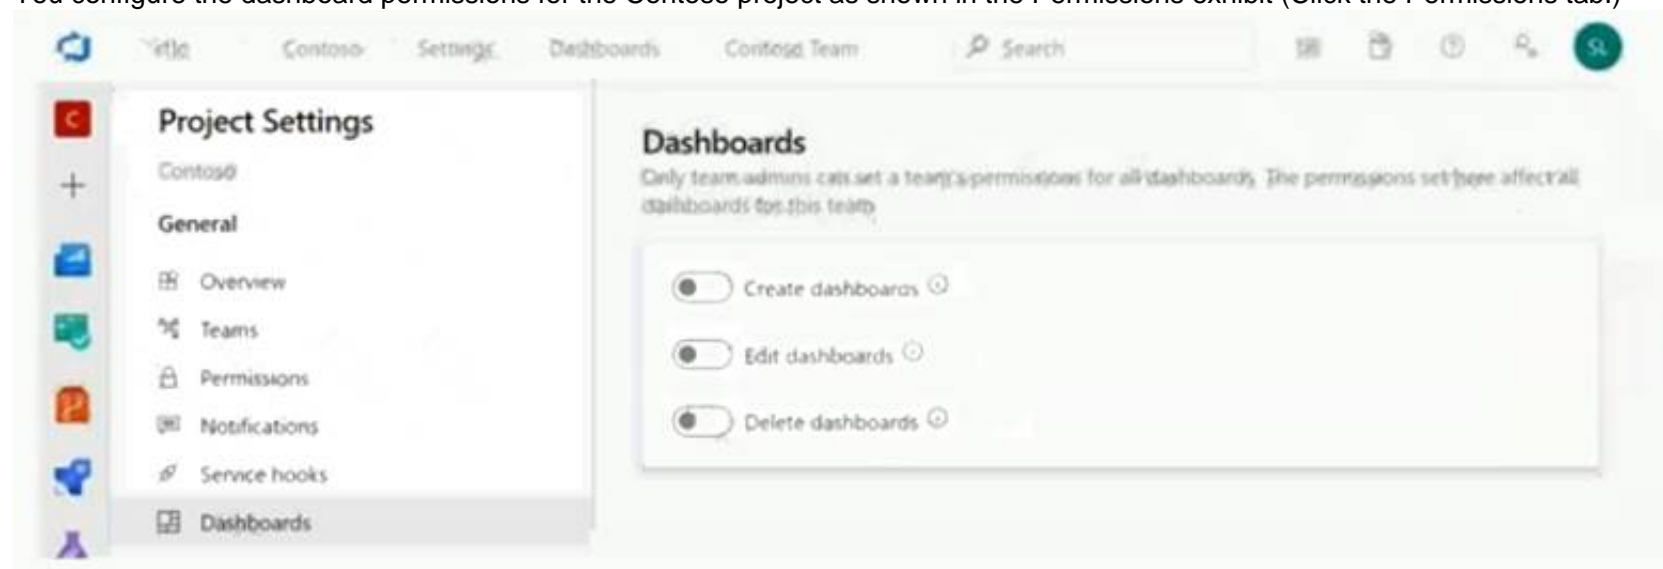 You configure the dashboard permissions for the Contoso project as shown in the Permissions exhibit (Click the Permissions tab.)
Contoso Settings Dashboards Contoso Team Search SL
C
Project Settings
Contoso
General
Overview
Teams
Permissions
Notifications
Service hooks
Dashboards
Dashboards
Only team admins can set a team's permissions for all dashboards. The permissions set here affect all
dashboards for this team
Create dashboards
Edit dashboards
Delete dashboards